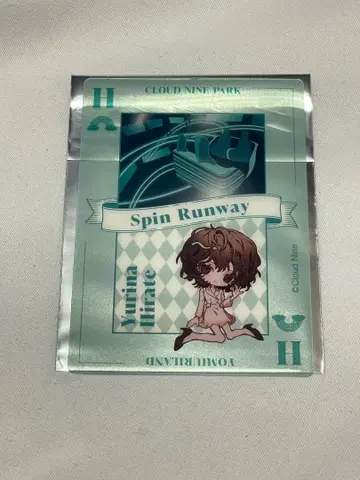 H
CLOUD NINE PARK
Spin Runway
Yurina
Hirate
©Cloud Nine
H
YOMIURILAND